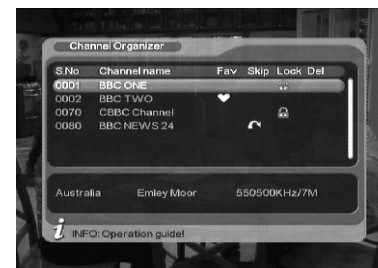 Channel Organizer
S.No Channel name Fav Skip Lock Del
0001 BBC ONE
0002 BBC TWO
0070 CBBC Channel
0080 BBC NEWS 24
Australia Emley Moor 550500KHz/7M
i INFO: Operation guide!